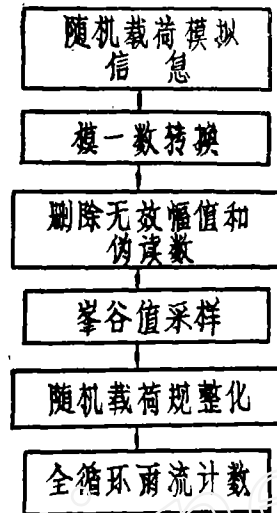 随机载荷模拟
信 息
模一数转换
删除无效幅值和
伪读数
峯谷值采样
随机载荷规整化
全循环雨流计数